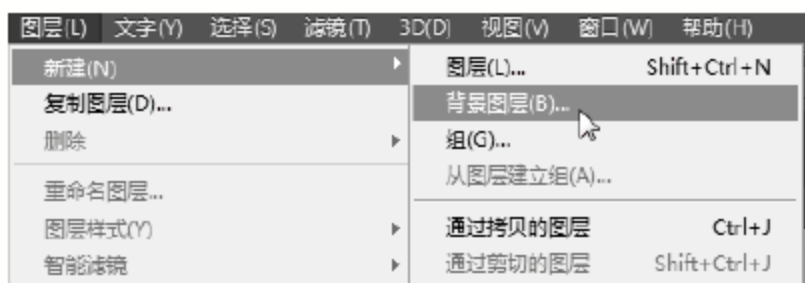 图层(L) 文字(Y) 选择(S) 滤镜(T) 3D(D) 视图(V) 窗口(W) 帮助(H)
新建(N)
复制图层(D)...
删除
重命名图层...
图层样式(Y)
智能滤镜
图层(L)... Shift+Ctrl+N
背景图层(B)...
组(G)...
从图层建立组(A)...
通过拷贝的图层 Ctrl+J
通过剪切的图层 Shift+Ctrl+J